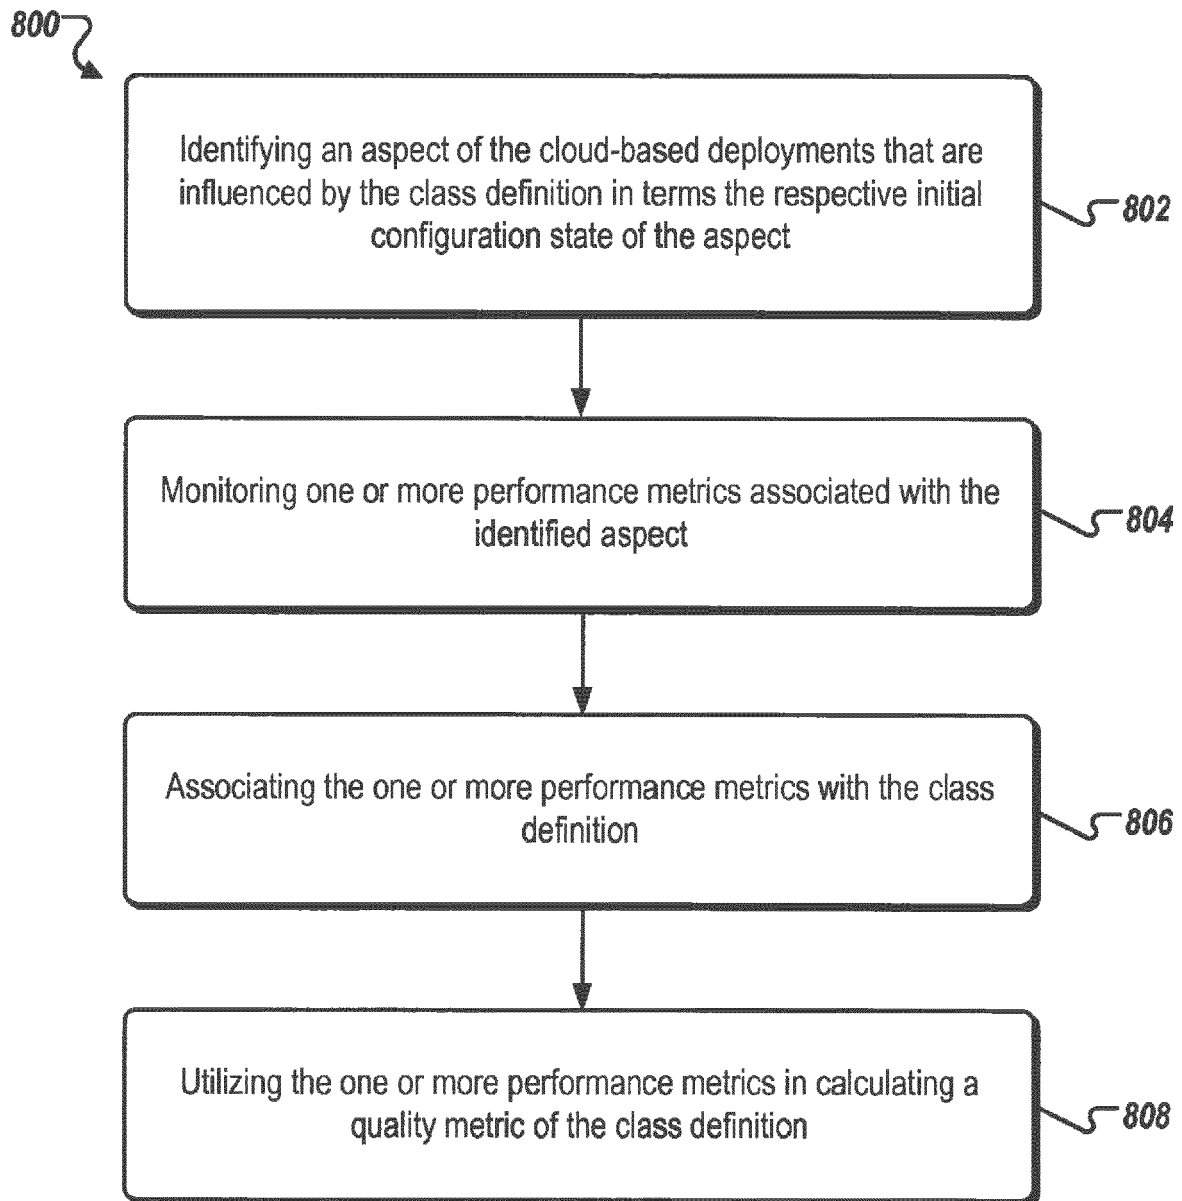 800
Identifying an aspect of the cloud-based deployments that are
influenced by the class definition in terms the respective initial
configuration state of the aspect
802
Monitoring one or more performance metrics associated with the
identified aspect
804
Associating the one or more performance metrics with the class
definition
806
Utilizing the one or more performance metrics in calculating a
quality metric of the class definition
808